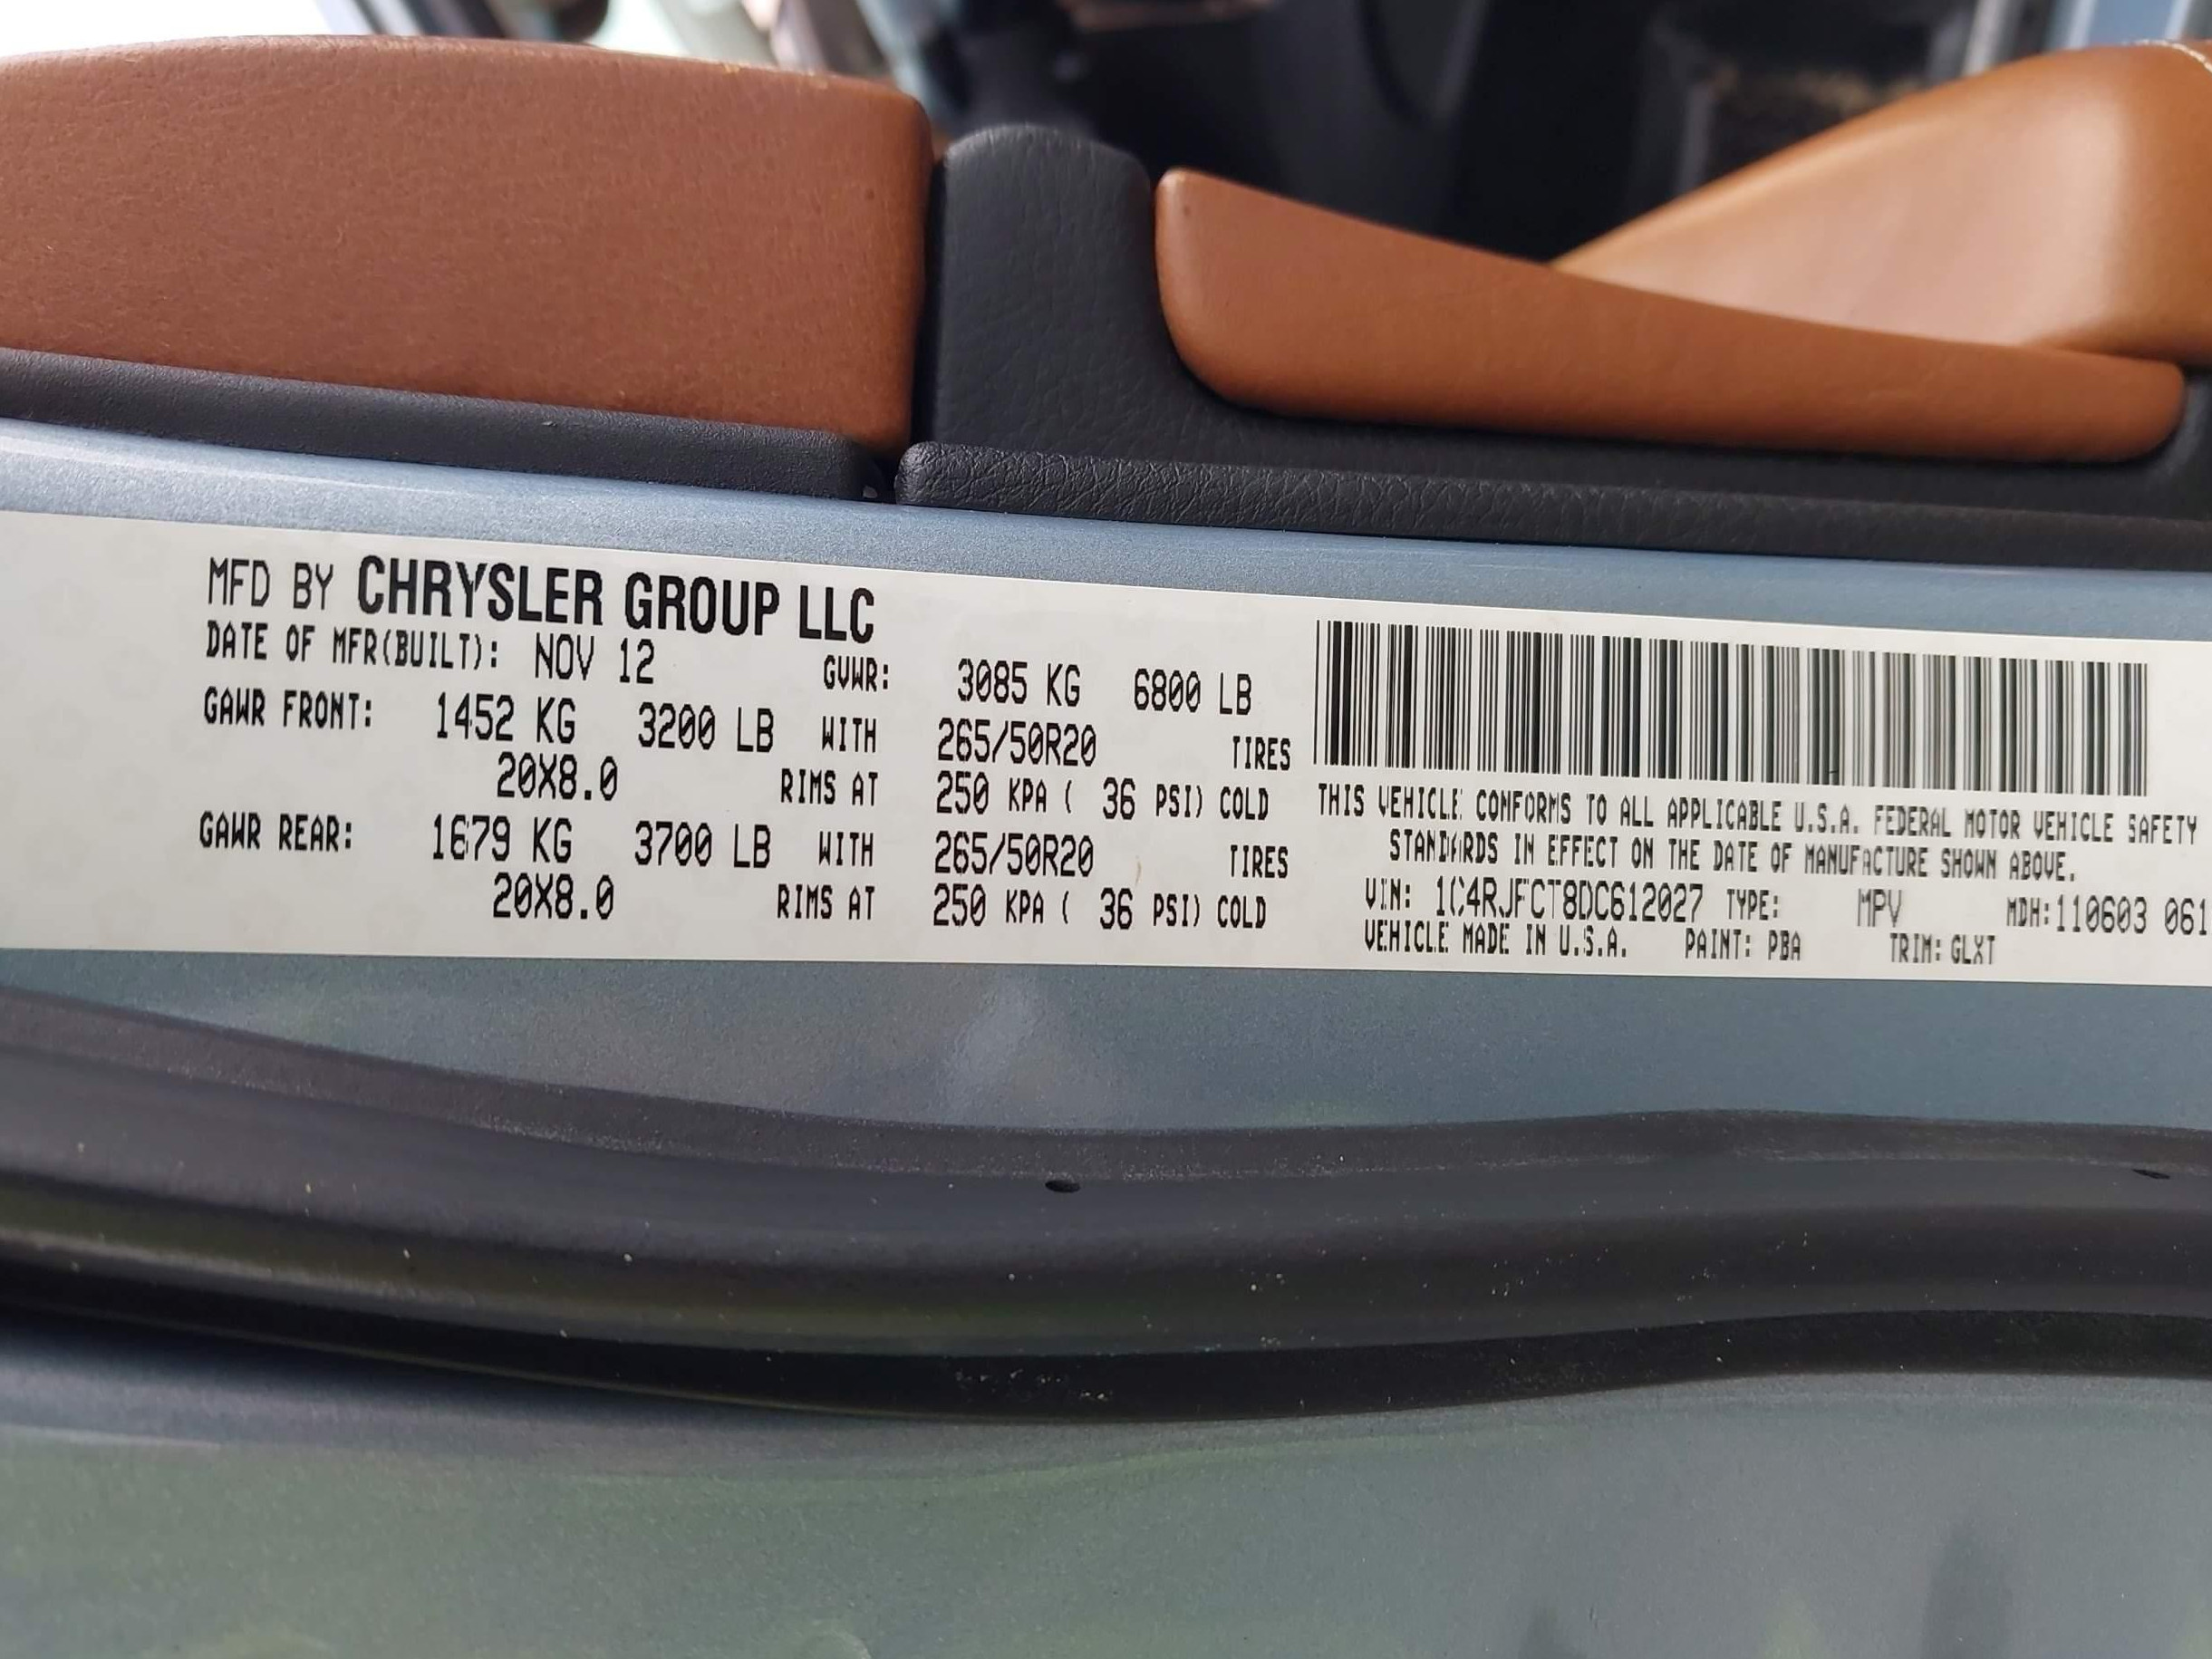 MFD BY CHRYSLER GROUP LLC
DATE OF MFR(BUILT): NOV 12 GVWR: 3085 KG 6800 LB
GAWR FRONT: 1452 KG 3200 LB WITH 265/50R20 TIRES
20X8.0 RIMS AT 250 KPA ( 36 PSI) COLD
GAWR REAR: 1679 KG 3700 LB WITH 265/50R20 TIRES
20X8.0 RIMS AT 250 KPA ( 36 PSI) COLD
THIS VEHICLE CONFORMS TO ALL APPLICABLE U.S.A. FEDERAL MOTOR VEHICLE SAFETY
STANDARDS IN EFFECT ON THE DATE OF MANUFACTURE SHOWN ABOVE.
VIN: 1C4RJFCT8DC612027 TYPE: MPV MDH:110603 061
VEHICLE MADE IN U.S.A. PAINT: PBA TRIM: GLXT